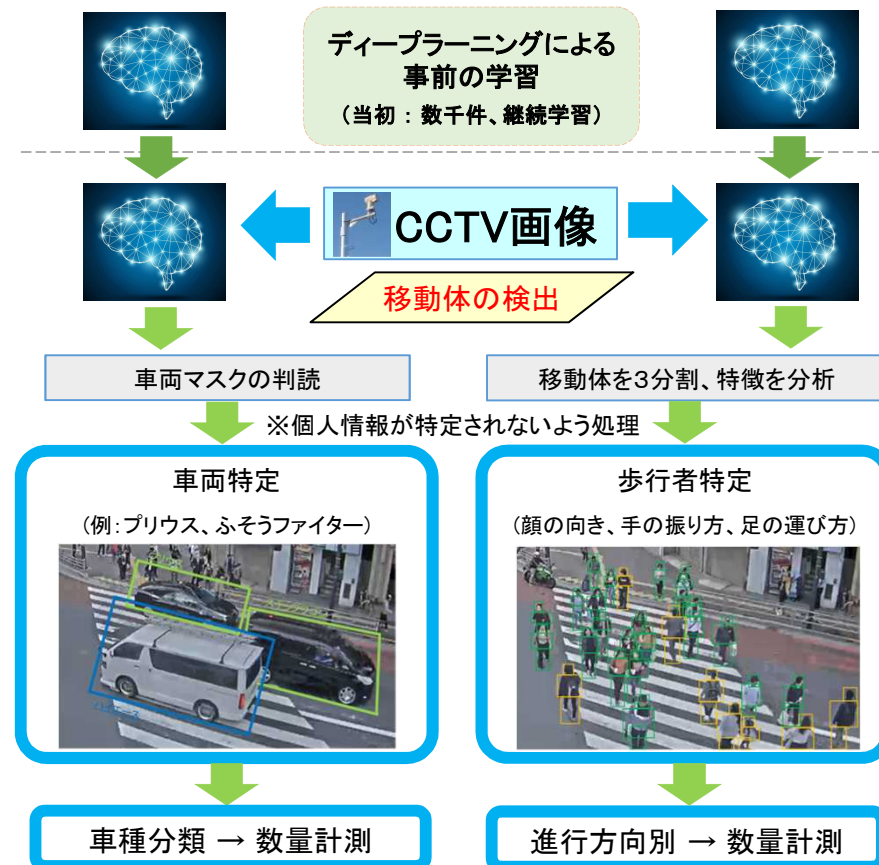 ディープラーニングによる
事前の学習
（当初：数千件、継続学習）
CCTV画像
移動体の検出
車両マスクの判読
移動体を3分割、特徴を分析
※個人情報が特定されないよう処理
車両特定
（例：プリウス、ふそうファイター）
歩行者特定
（顔の向き、手の振り方、足の運び方）
ハイエース
車種分類 → 数量計測
進行方向別 → 数量計測